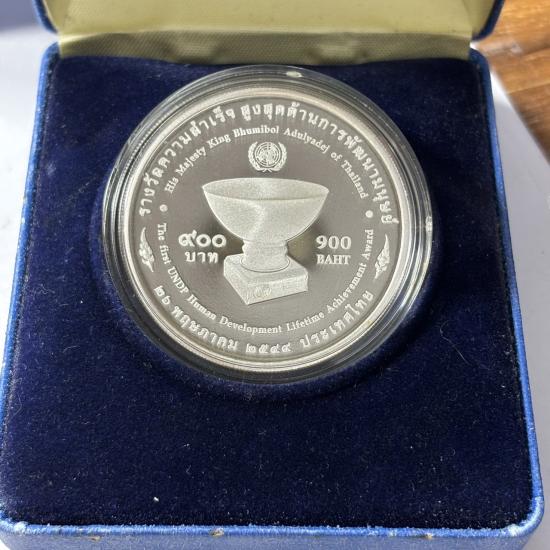 รางวัลความสำเร็จ สูงสุดด้านการพัฒนามนุษย์
His Majesty King Bhumibol Adulyadej of Thailand
๙๐๐
บาท
900
BAHT
The first UNDP Human Development Lifetime Achievement Award
๒๖ พฤษภาคม ๒๕๔๙ ประเทศไทย